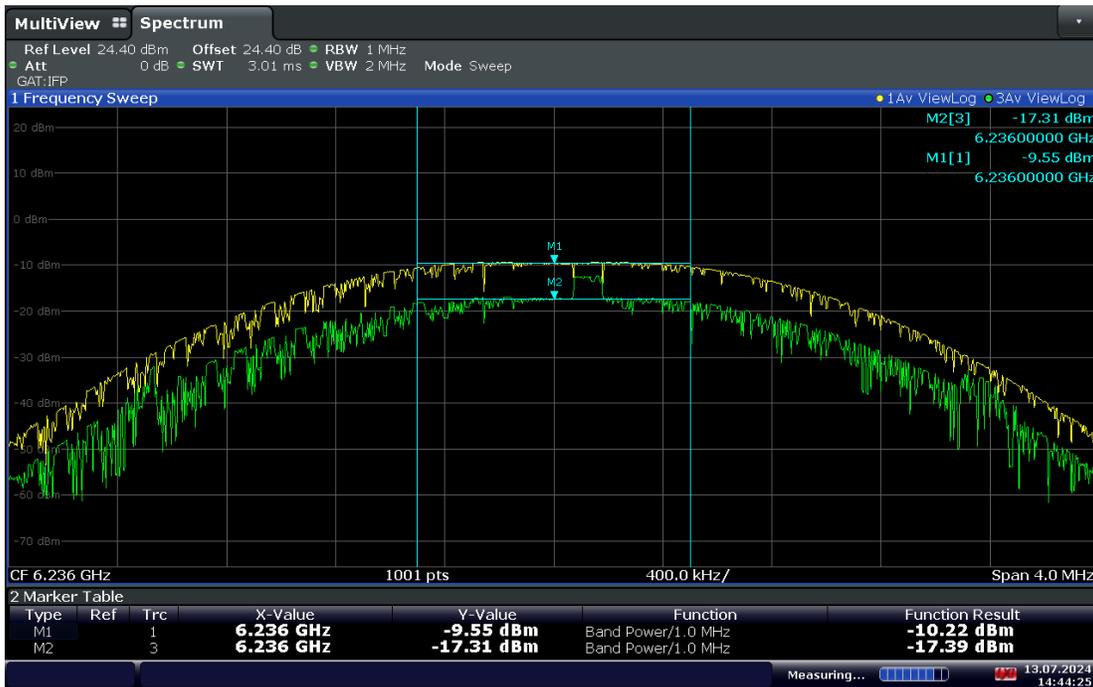 MultiView Spectrum
Ref Level 24.40 dBm Offset 24.40 dB RBW 1 MHz
Att 0 dB SWT 3.01 ms VBW 2 MHz Mode Sweep
GAT:IFP
1 Frequency Sweep 1Av ViewLog 3Av ViewLog
M2[3] -17.31 dBm
6.23600000 GHz
M1[1] -9.55 dBm
6.23600000 GHz
20 dBm
10 dBm
0 dBm
M1
-10 dBm
M2
-20 dBm
-30 dBm
-40 dBm
-50 dBm
-60 dBm
-70 dBm
CF 6.236 GHz 1001 pts 400.0 kHz/ Span 4.0 MHz
2 Marker Table
Type Ref Trc X-Value Y-Value Function Function Result
M1 1 6.236 GHz -9.55 dBm Band Power/1.0 MHz -10.22 dBm
M2 3 6.236 GHz -17.31 dBm Band Power/1.0 MHz -17.39 dBm
Measuring... 13.07.2024
14:44:25